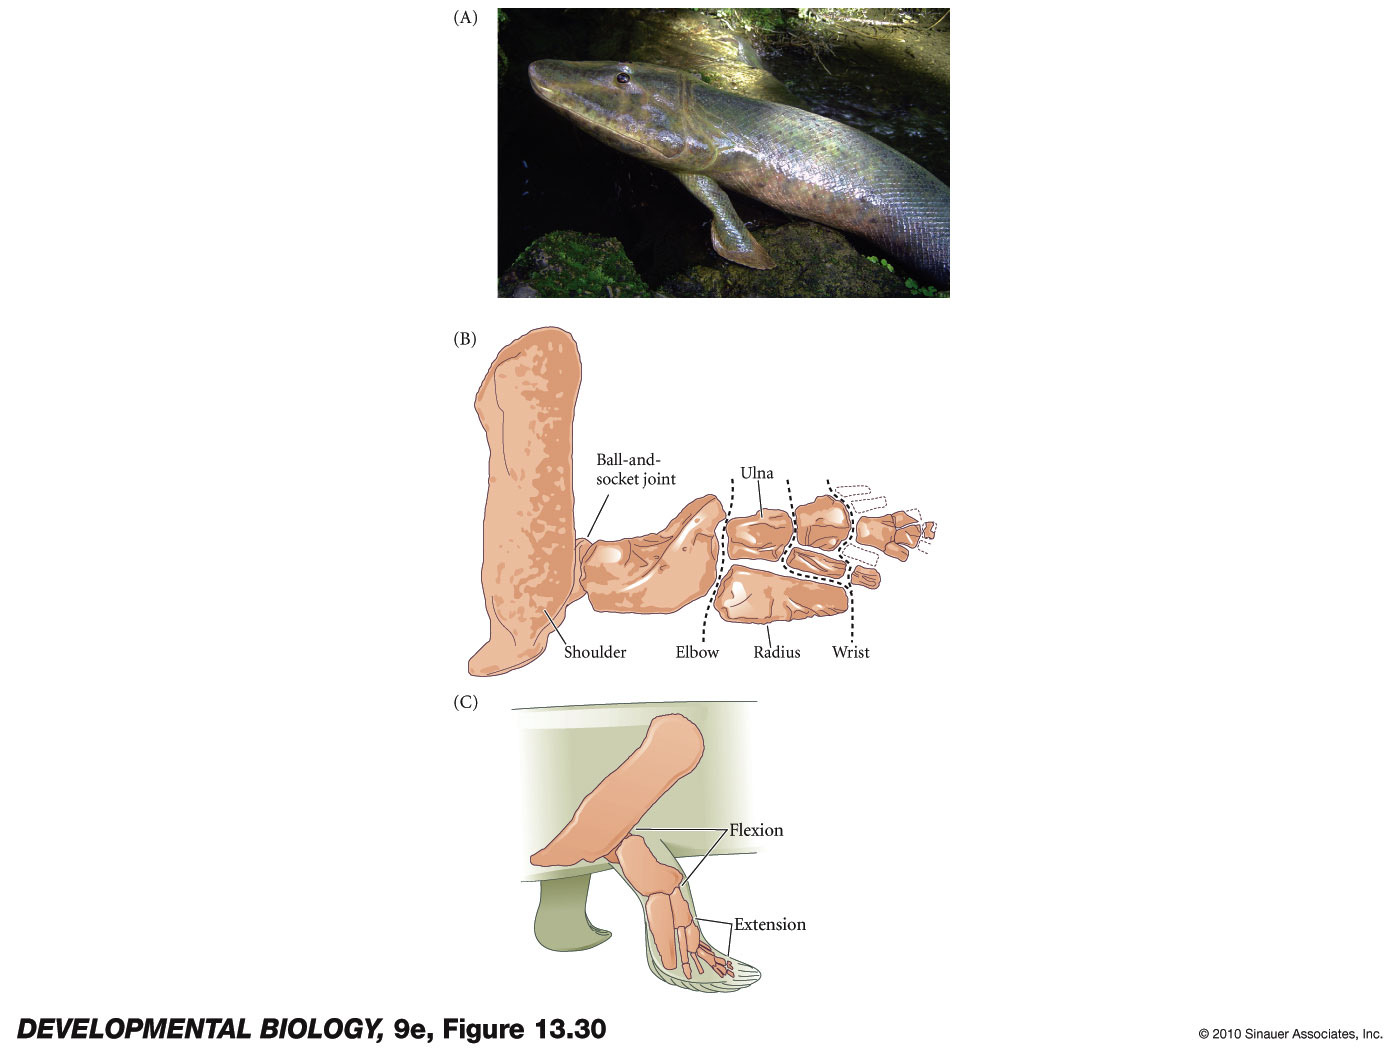 (A)
(B)
Ball-and-
socket joint
Ulna
Shoulder
Elbow
Radius
Wrist
(C)
Flexion
Extension
DEVELOPMENTAL BIOLOGY, 9e, Figure 13.30
© 2010 Sinauer Associates, Inc.